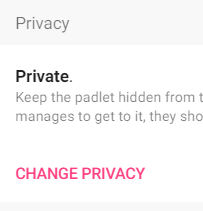 Privacy
Private.
Keep the padlet hidden from
manages to get to it, they sho
CHANGE PRIVACY